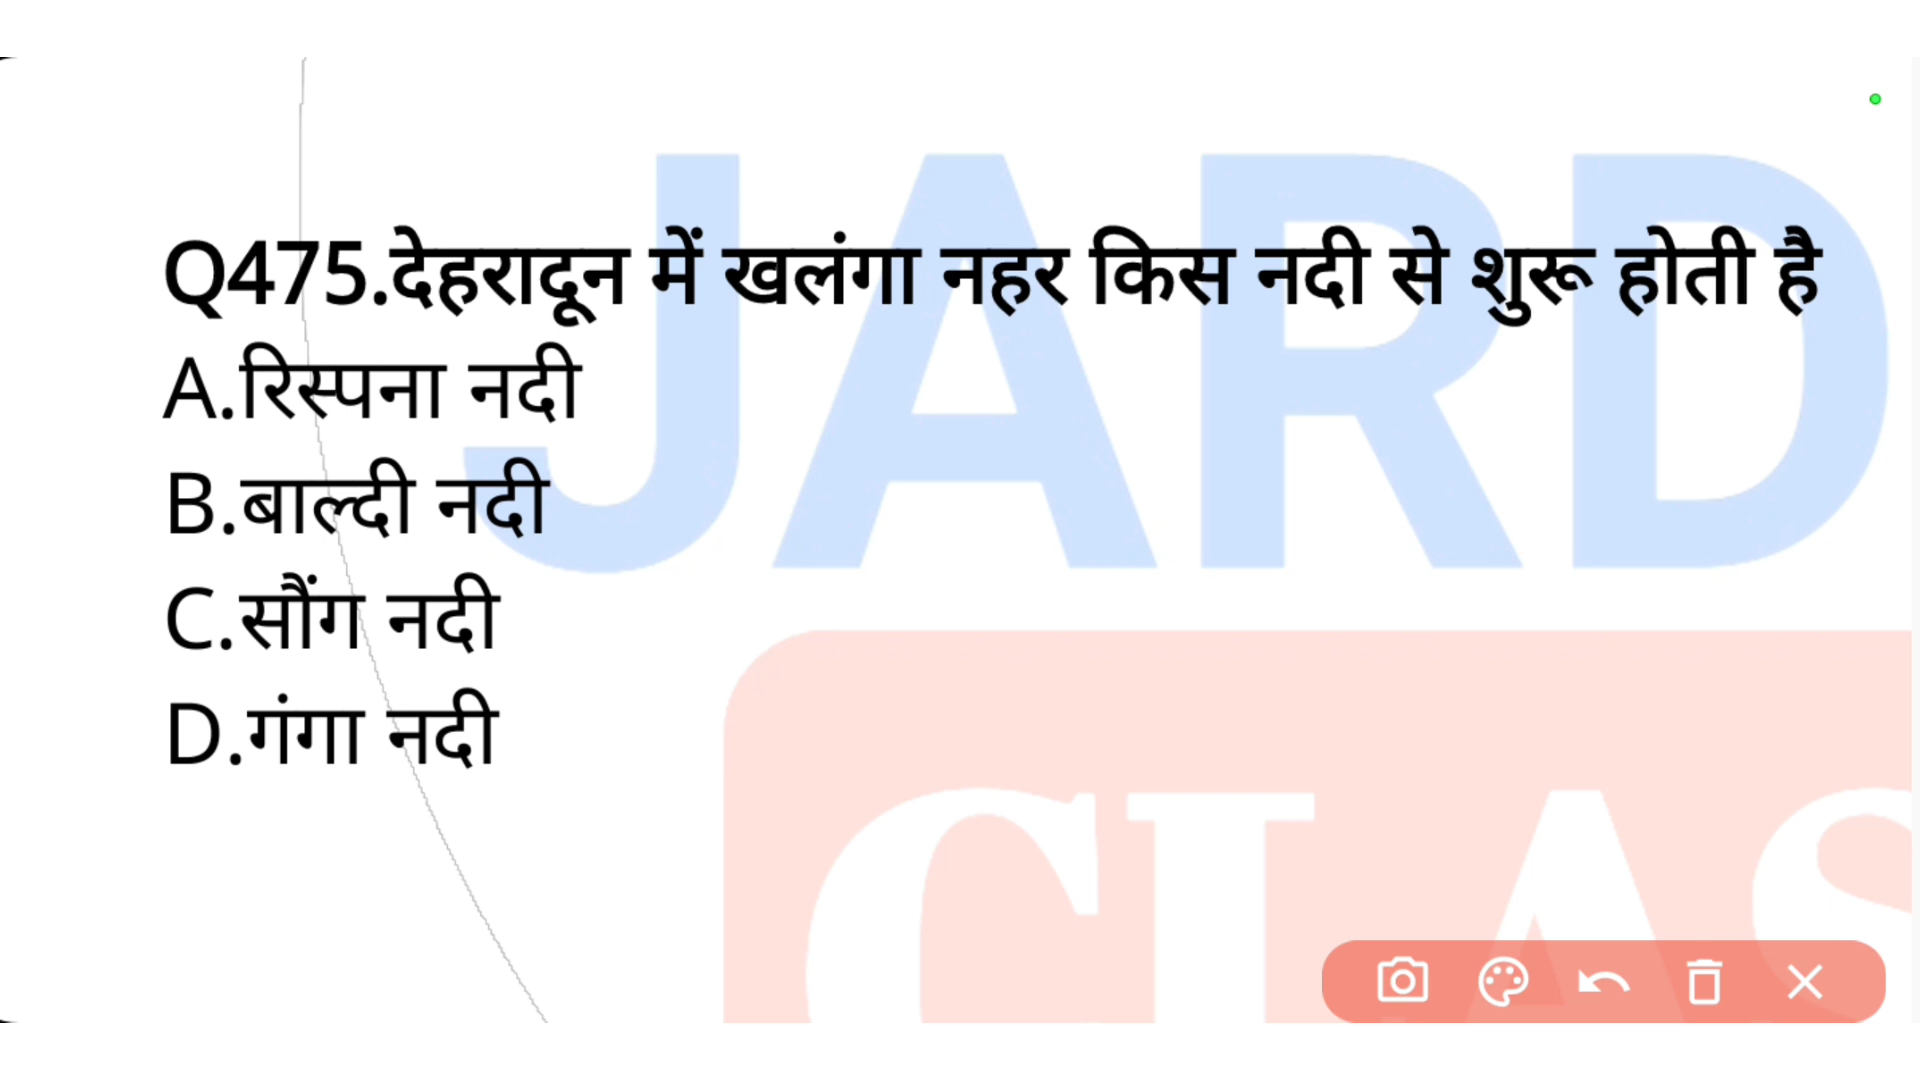 JARD
Q475.देहरादून में खलंगा नहर किस नदी से शुरू होती है
A.रिस्पना नदी
B.बाल्दी नदी
C.सौंग नदी
D.गंगा नदी
CLAS